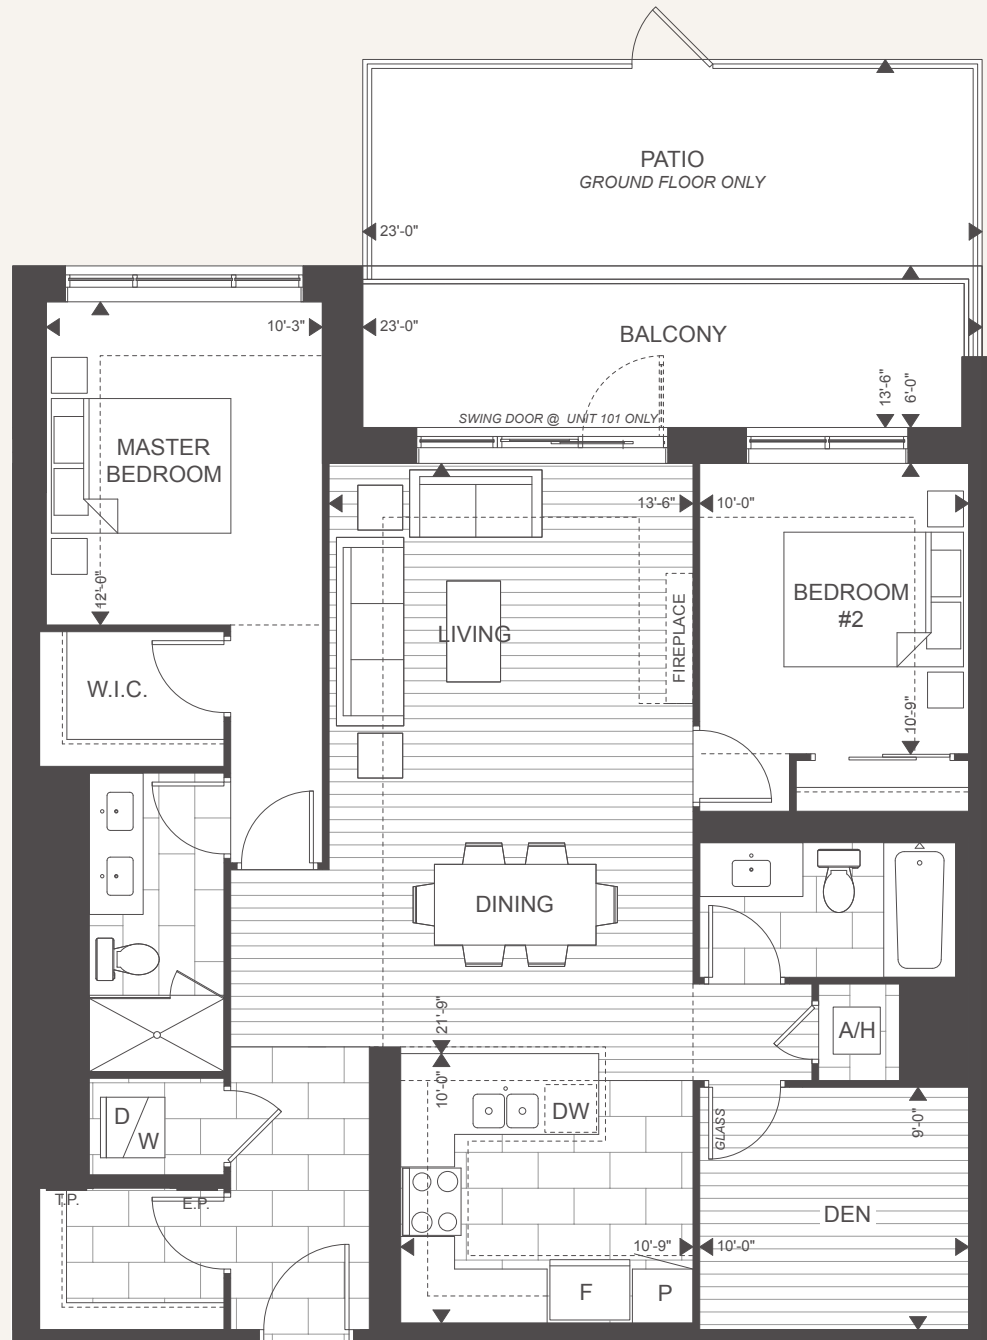 PATIO
GROUND FLOOR ONLY
23'-0"
10'-3"
23'-0"
BALCONY
13'-6"
6'-0"
SWING DOOR @ UNIT 101 ONLY
MASTER
BEDROOM
12'-0"
13'-6"
10'-0"
BEDROOM
#2
LIVING
FIREPLACE
W.I.C.
10'-9"
DINING
21'-9"
A/H
10'-0"
DW
D
W
GLASS
9'-0"
T.P.
E.P.
DEN
10'-9"
10'-0"
F
P